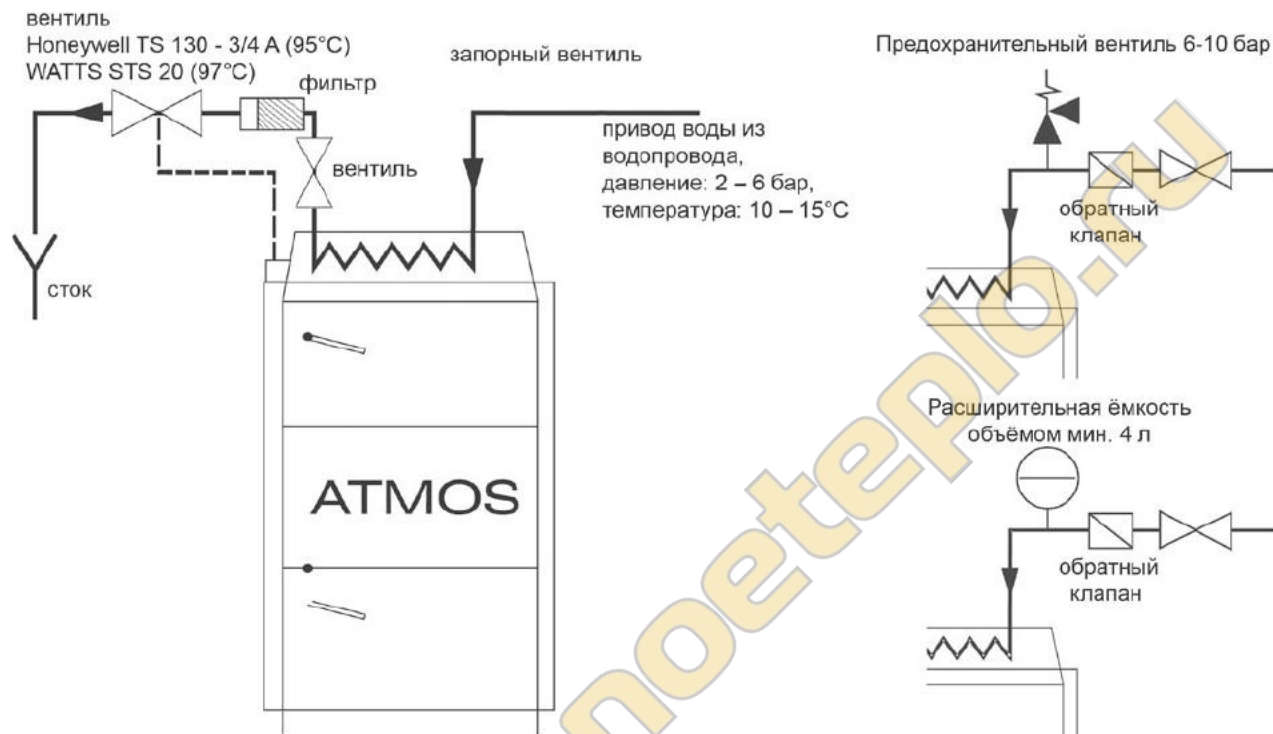 вентиль
Honeywell TS 130 - 3/4 A (95°C)
WATTS STS 20 (97°C)
фильтр
запорный вентиль
вентиль
привод воды из
водопровода,
давление: 2 – 6 бар,
температура: 10 – 15°C
сток
ATMOS
Предохранительный вентиль 6-10 бар
обратный
клапан
Расширительная ёмкость
объёмом мин. 4 л
обратный
клапан
noeteplo.ru